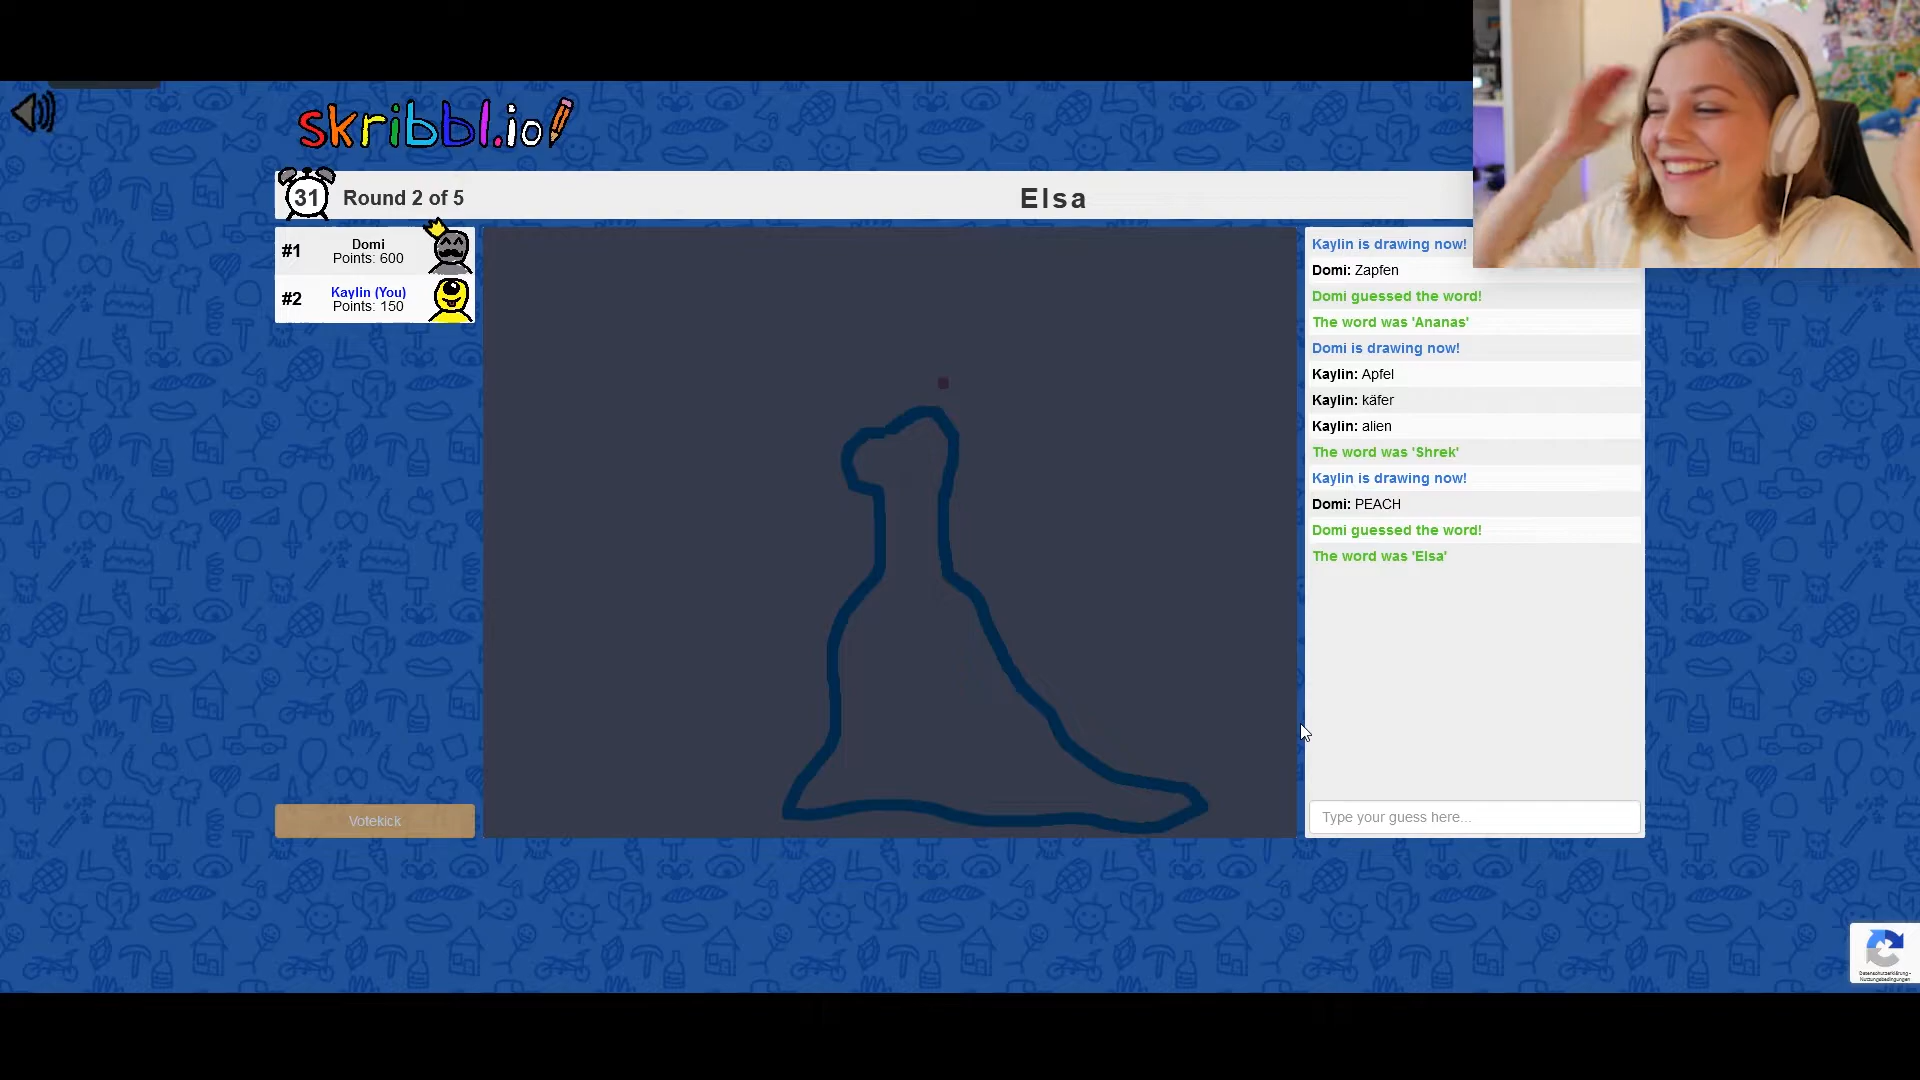 skribbl.io
31
Round 2 of 5
Elsa
#1
Domi
Points: 600
#2
Kaylin (You)
Points: 150
Votekick
Kaylin is drawing now!
Domi: Zapfen
Domi guessed the word!
The word was 'Ananas'
Domi is drawing now!
Kaylin: Apfel
Kaylin: käfer
Kaylin: alien
The word was 'Shrek'
Kaylin is drawing now!
Domi: PEACH
Domi guessed the word!
The word was 'Elsa'
Type your guess here...
Datenschutzerklärung -
Nutzungsbedingungen